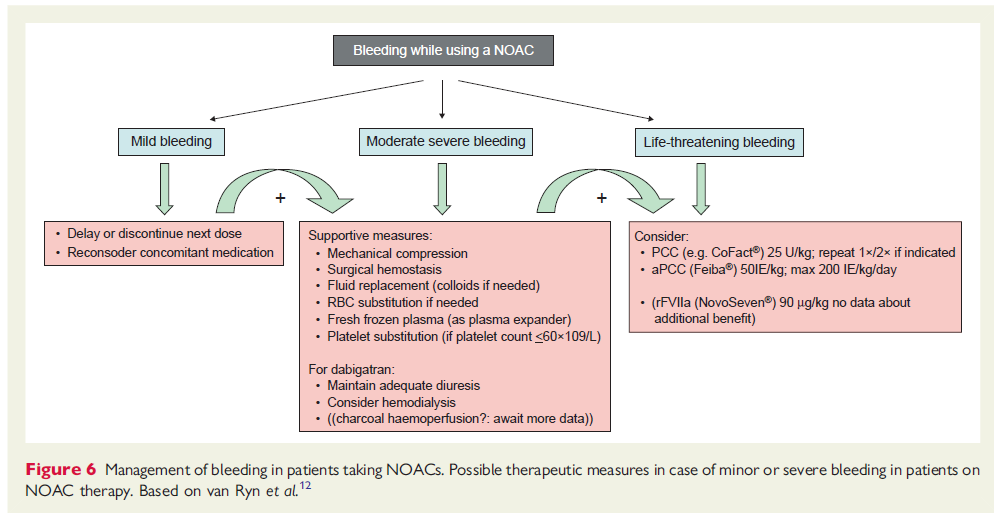 Bleeding while using a NOAC
Mild bleeding
Moderate severe bleeding
Life-threatening bleeding
+
+
• Delay or discontinue next dose
• Reconsoder concomitant medication
Supportive measures:
• Mechanical compression
• Surgical hemostasis
• Fluid replacement (colloids if needed)
• RBC substitution if needed
• Fresh frozen plasma (as plasma expander)
• Platelet substitution (if platelet count ≤60×109/L)
For dabigatran:
• Maintain adequate diuresis
• Consider hemodialysis
• ((charcoal haemoperfusion?: await more data))
Consider:
• PCC (e.g. CoFact®) 25 U/kg; repeat 1×/2× if indicated
• aPCC (Feiba®) 50IE/kg; max 200 IE/kg/day
• (rFVIIa (NovoSeven®) 90 μg/kg no data about
additional benefit)
Figure 6 Management of bleeding in patients taking NOACs. Possible therapeutic measures in case of minor or severe bleeding in patients on
NOAC therapy. Based on van Ryn et al.12